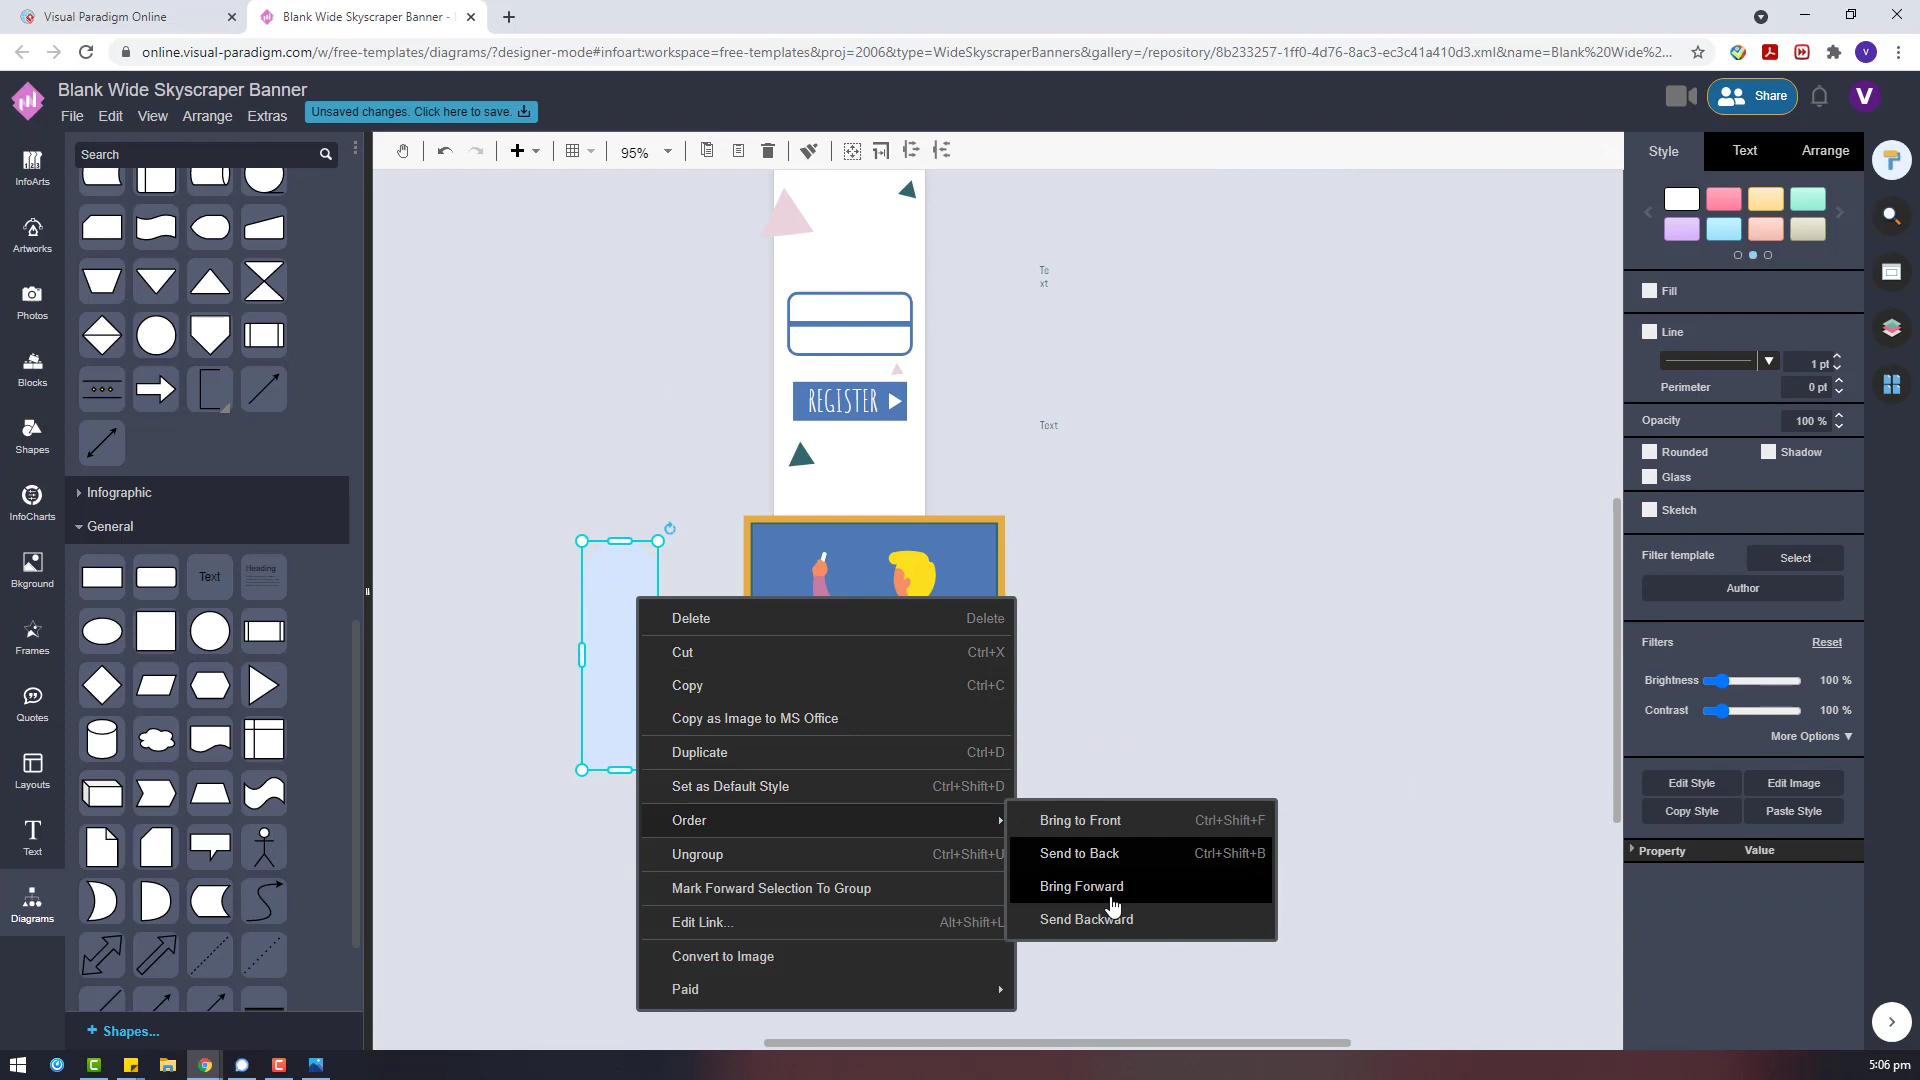 Visual Paradigm Online
Blank Wide Skyscraper Banner -
online.visual-paradigm.com/w/free-templates/diagrams/?designer-mode#infoart:workspace=free-templates&proj=2006&type=WideSkyscraperBanners&gallery=/repository/8b233257-1ff0-4d76-8ac3-ec3c41a410d3.xml&name=Blank%20Wide%2...
V
Blank Wide Skyscraper Banner
File Edit View Arrange Extras
Unsaved changes. Click here to save.
Share
V
Search
95%
Style Text Arrange
InfoArts
Artworks
Photos
Blocks
Shapes
InfoCharts
Bkground
Frames
Quotes
Layouts
Text
Diagrams
Infographic
General
Text
Heading
+ Shapes...
Te
xt
REGISTER
Text
Delete Delete
Cut Ctrl+X
Copy Ctrl+C
Copy as Image to MS Office
Duplicate Ctrl+D
Set as Default Style Ctrl+Shift+D
Order
Ungroup Ctrl+Shift+U
Mark Forward Selection To Group
Edit Link... Alt+Shift+L
Convert to Image
Paid
Bring to Front Ctrl+Shift+F
Send to Back Ctrl+Shift+B
Bring Forward
Send Backward
Fill
Line
1 pt
Perimeter 0 pt
Opacity 100 %
Rounded Shadow
Glass
Sketch
Filter template Select
Author
Filters Reset
Brightness 100 %
Contrast 100 %
More Options
Edit Style Edit Image
Copy Style Paste Style
Property Value
5:06 pm